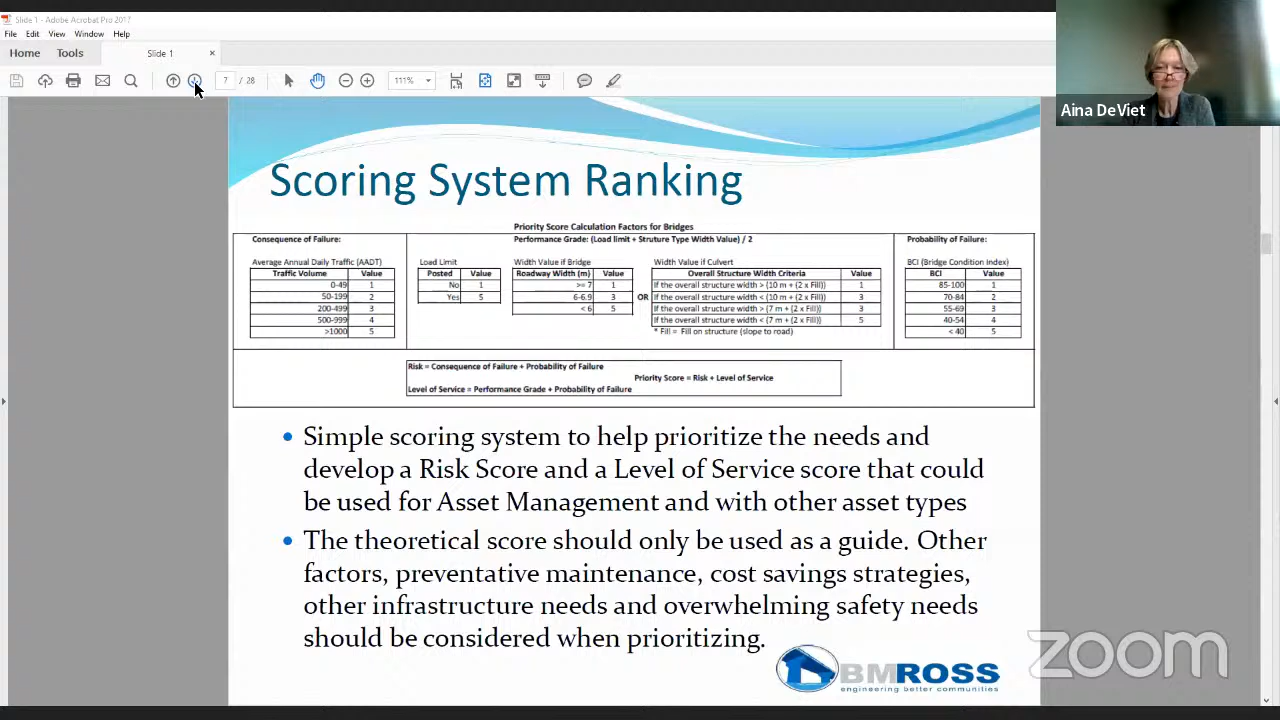 Slide 1 - Adobe Acrobat Pro 2017
File Edit View Window Help
Home Tools Slide 1 ×
7 / 28 111%
Aina DeViet
Scoring System Ranking
Priority Score Calculation Factors for Bridges
Consequence of Failure: Performance Grade: (Load limit + Struture Type Width Value) / 2 Probability of Failure:
Average Annual Daily Traffic (AADT) Load Limit Width Value if Bridge Width Value if Culvert BCI (Bridge Condition Index)
Traffic Volume Value Posted Value Roadway Width (m) Value Overall Structure Width Criteria Value BCI Value
0-49 1 No 1 >= 7 1 If the overall structure width > (10 m + (2 x Fill)) 1 85-100 1
50-199 2 Yes 5 6-6.9 3 OR If the overall structure width < (10 m + (2 x Fill)) 3 70-84 2
200-499 3 < 6 5 If the overall structure width > (7 m + (2 x Fill)) 3 55-69 3
500-999 4 If the overall structure width < (7 m + (2 x Fill)) 5 40-54 4
>1000 5 * Fill = Fill on structure (slope to road) < 40 5
Risk = Consequence of Failure + Probability of Failure
Priority Score = Risk + Level of Service
Level of Service = Performance Grade + Probability of Failure
• Simple scoring system to help prioritize the needs and
develop a Risk Score and a Level of Service score that could
be used for Asset Management and with other asset types
• The theoretical score should only be used as a guide. Other
factors, preventative maintenance, cost savings strategies,
other infrastructure needs and overwhelming safety needs
should be considered when prioritizing.
BMROSS
engineering better communities
zoom